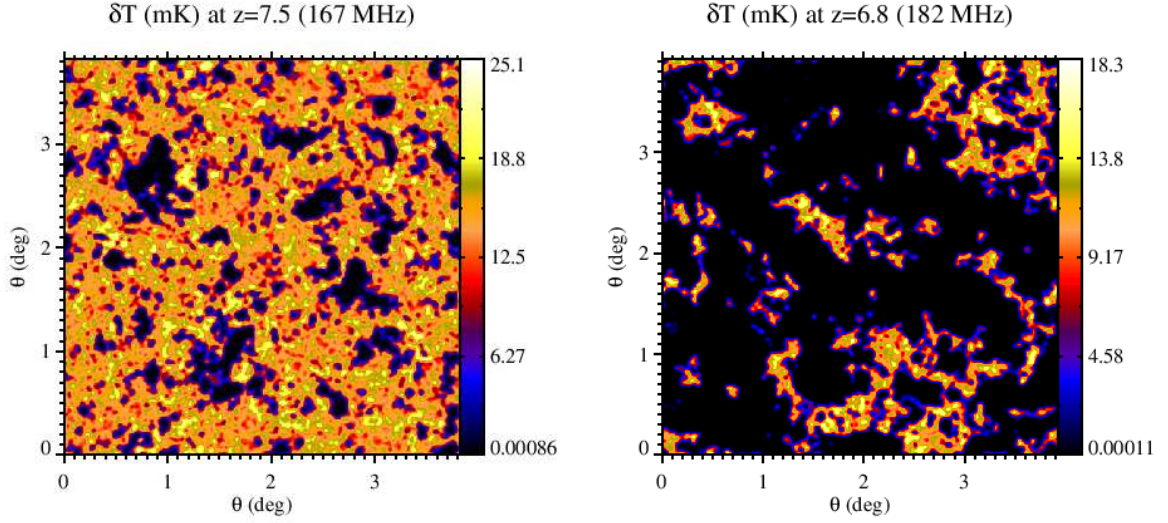 δT (mK) at z=7.5 (167 MHz)
25.1
18.8
12.5
6.27
0.00086
3
2
1
0
θ (deg)
0 1 2 3
θ (deg)
δT (mK) at z=6.8 (182 MHz)
18.3
13.8
9.17
4.58
0.00011
3
2
1
0
θ (deg)
0 1 2 3
θ (deg)